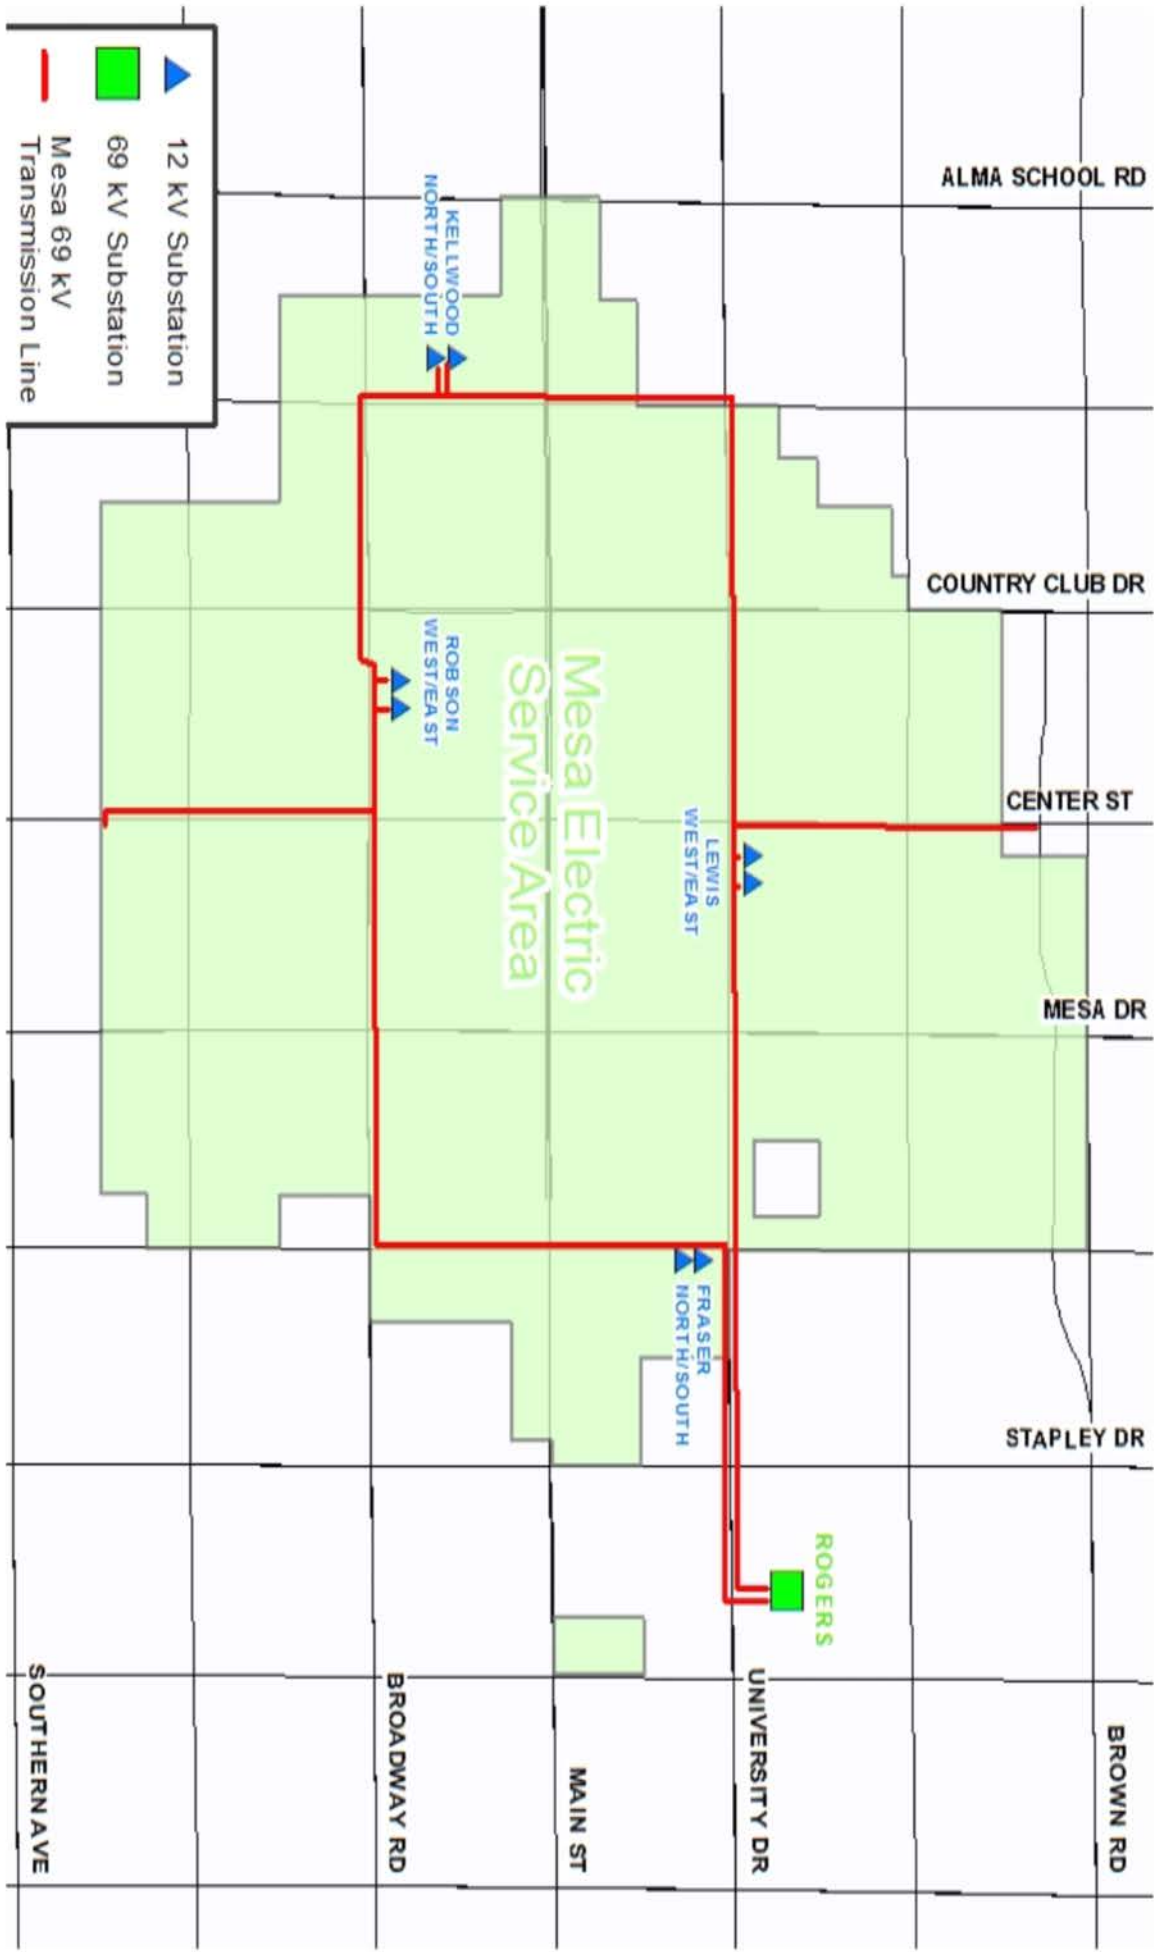 ALMA SCHOOL RD
COUNTRY CLUB DR
CENTER ST
MESA DR
STAPLEY DR
BROWN RD
UNIVERSITY DR
MAIN ST
BROADWAY RD
SOUTHERN AVE
KELLWOOD
NORTH/SOUTH
ROBSON
WEST/EAST
LEWIS
WEST/EAST
FRASER
NORTH/SOUTH
ROGERS
Mesa Electric
Service Area
12 kV Substation
69 kV Substation
Mesa 69 kV
Transmission Line